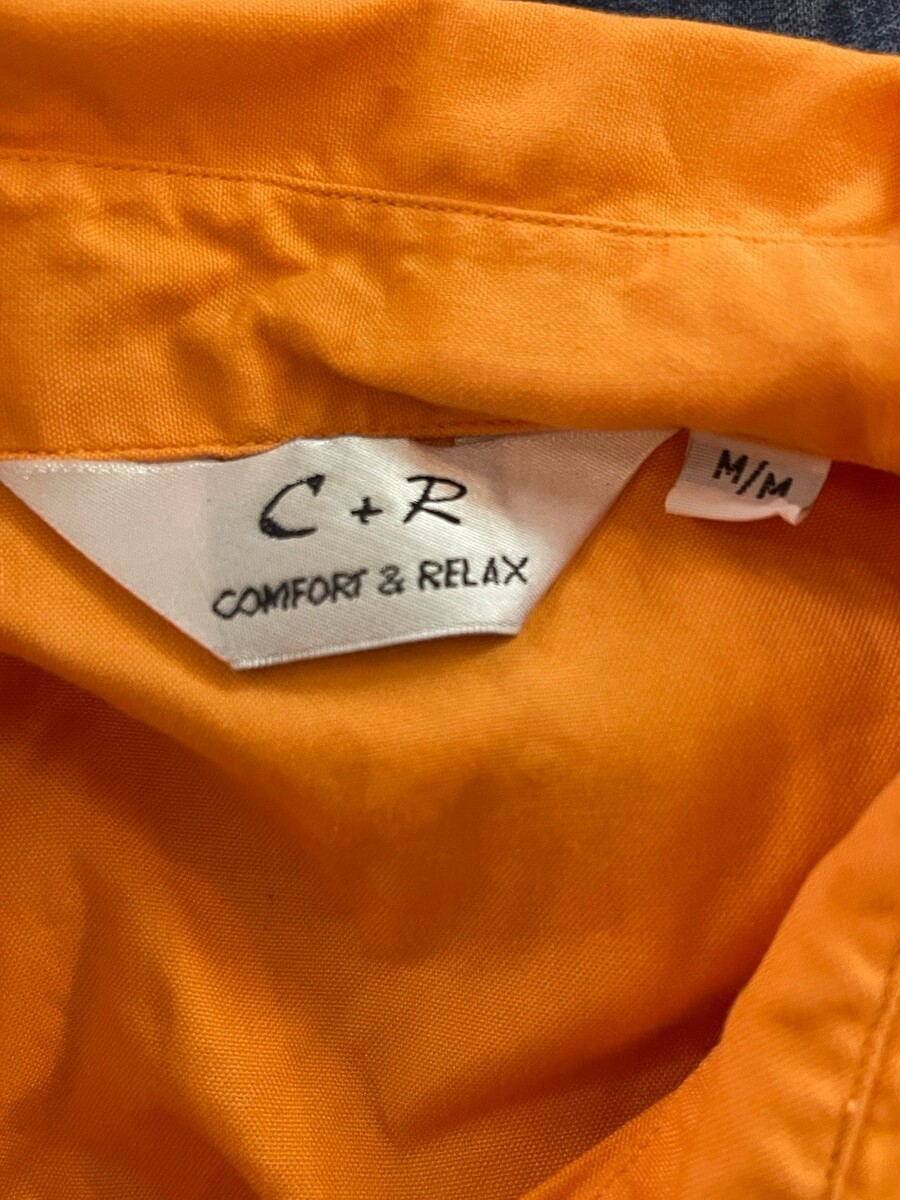 C + R
COMFORT & RELAX
M/M